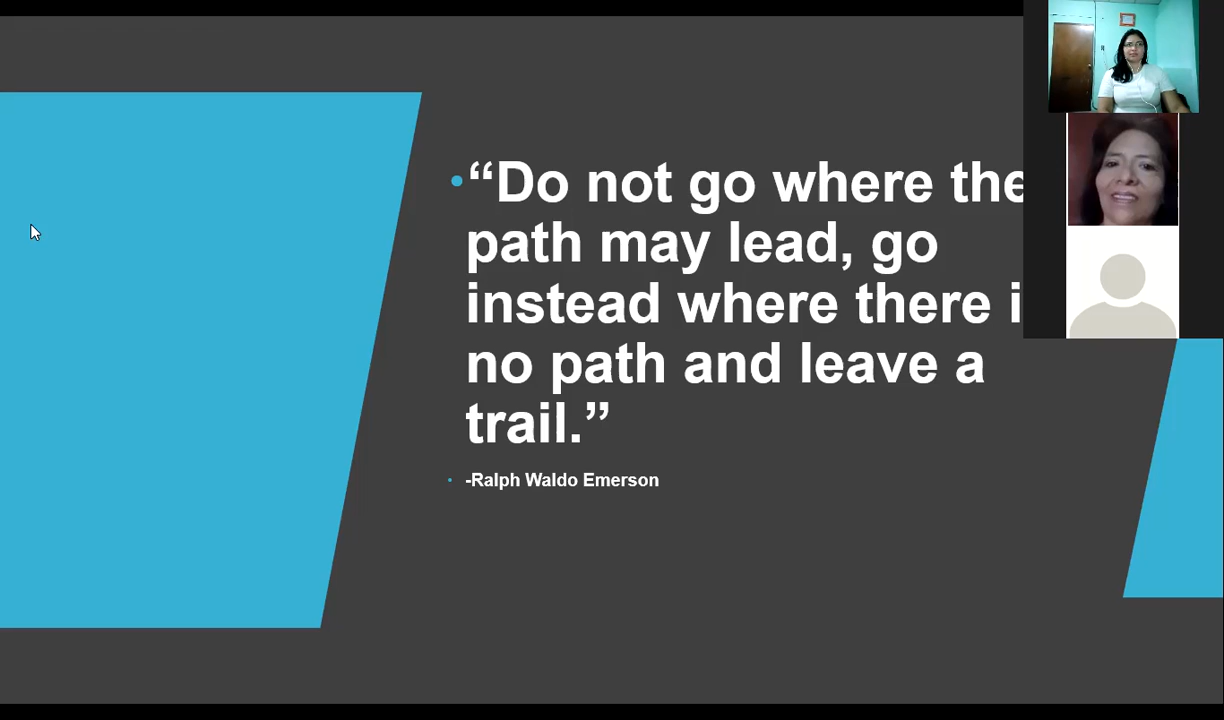 “Do not go where the
path may lead, go
instead where there i
no path and leave a
trail.”
-Ralph Waldo Emerson